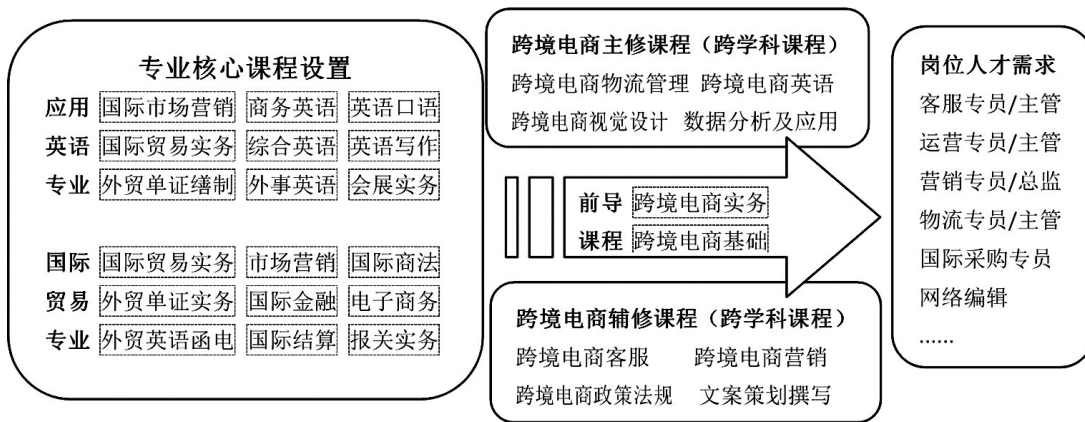 专业核心课程设置
应用 国际市场营销 商务英语 英语口语
英语 国际贸易实务 综合英语 英语写作
专业 外贸单证缮制 外事英语 会展实务
国际 国际贸易实务 市场营销 国际商法
贸易 外贸单证实务 国际金融 电子商务
专业 外贸英语函电 国际结算 报关实务
跨境电商主修课程（跨学科课程）
跨境电商物流管理 跨境电商英语
跨境电商视觉设计 数据分析及应用
前导 跨境电商实务
课程 跨境电商基础
跨境电商辅修课程（跨学科课程）
跨境电商客服 跨境电商营销
跨境电商政策法规 文案策划撰写
岗位人才需求
客服专员/主管
运营专员/主管
营销专员/总监
物流专员/主管
国际采购专员
网络编辑
......